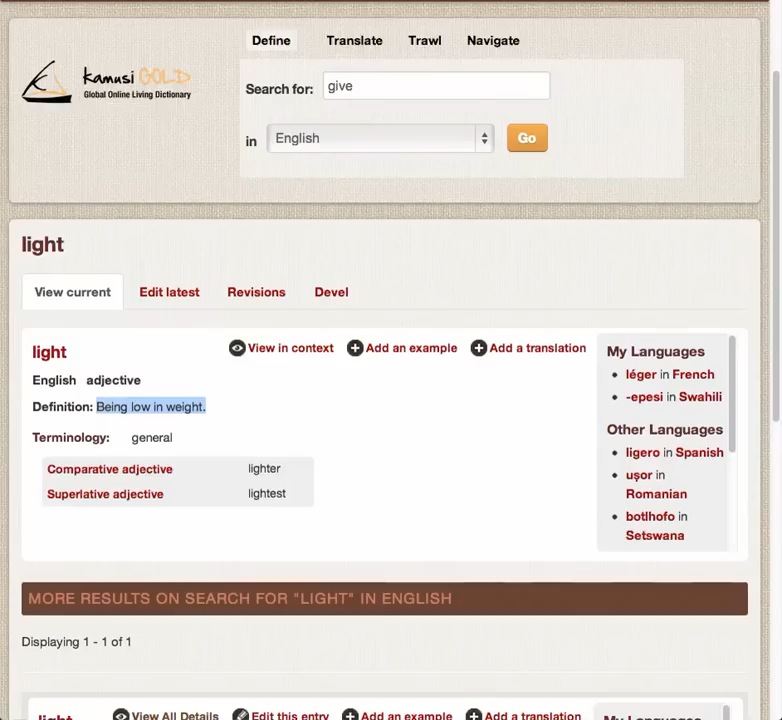 Define Translate Trawl Navigate
kamusi GOLD
Global Online Living Dictionary
Search for: give
in English Go
light
View current Edit latest Revisions Devel
light
View in context Add an example Add a translation
English adjective
Definition: Being low in weight.
Terminology: general
Comparative adjective lighter
Superlative adjective lightest
My Languages
léger in French
-epesi in Swahili
Other Languages
ligero in Spanish
uşor in
Romanian
botlhofo in
Setswana
MORE RESULTS ON SEARCH FOR "LIGHT" IN ENGLISH
Displaying 1 - 1 of 1
light View All Details Edit this entry Add an example Add a translation My Languages